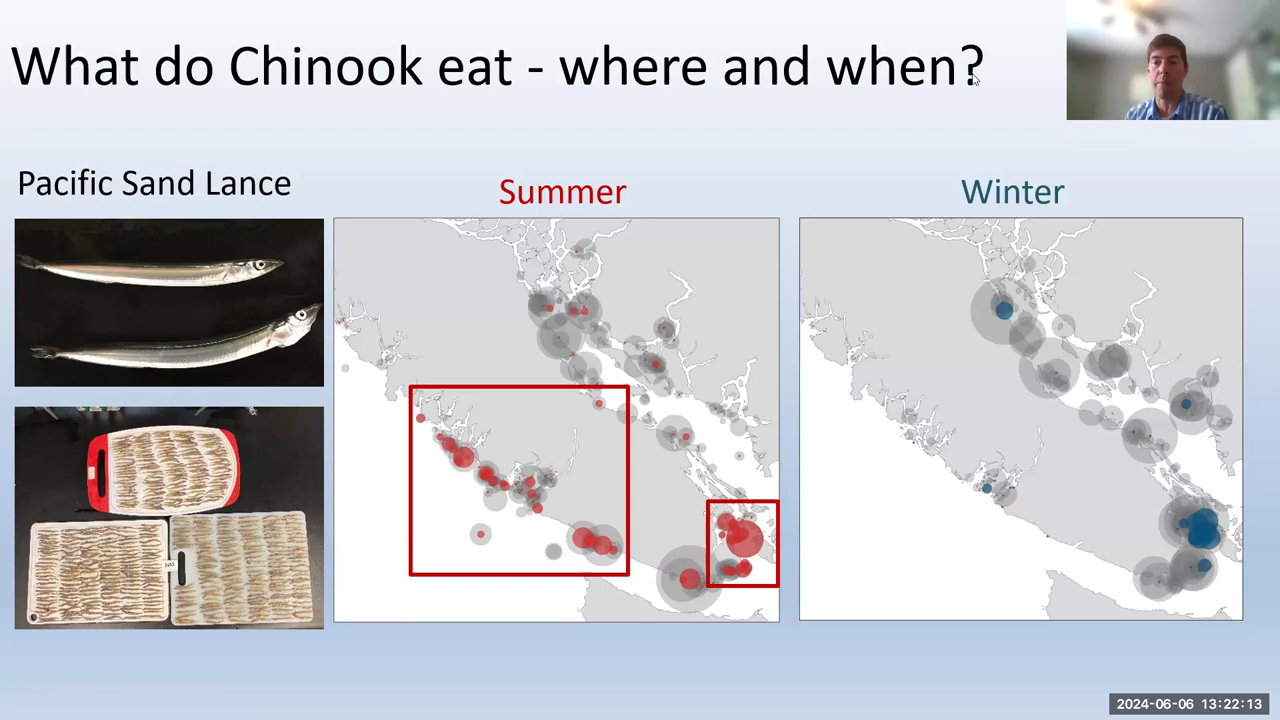 What do Chinook eat - where and when?
Pacific Sand Lance
Summer
Winter
2024-06-06 13:22:13